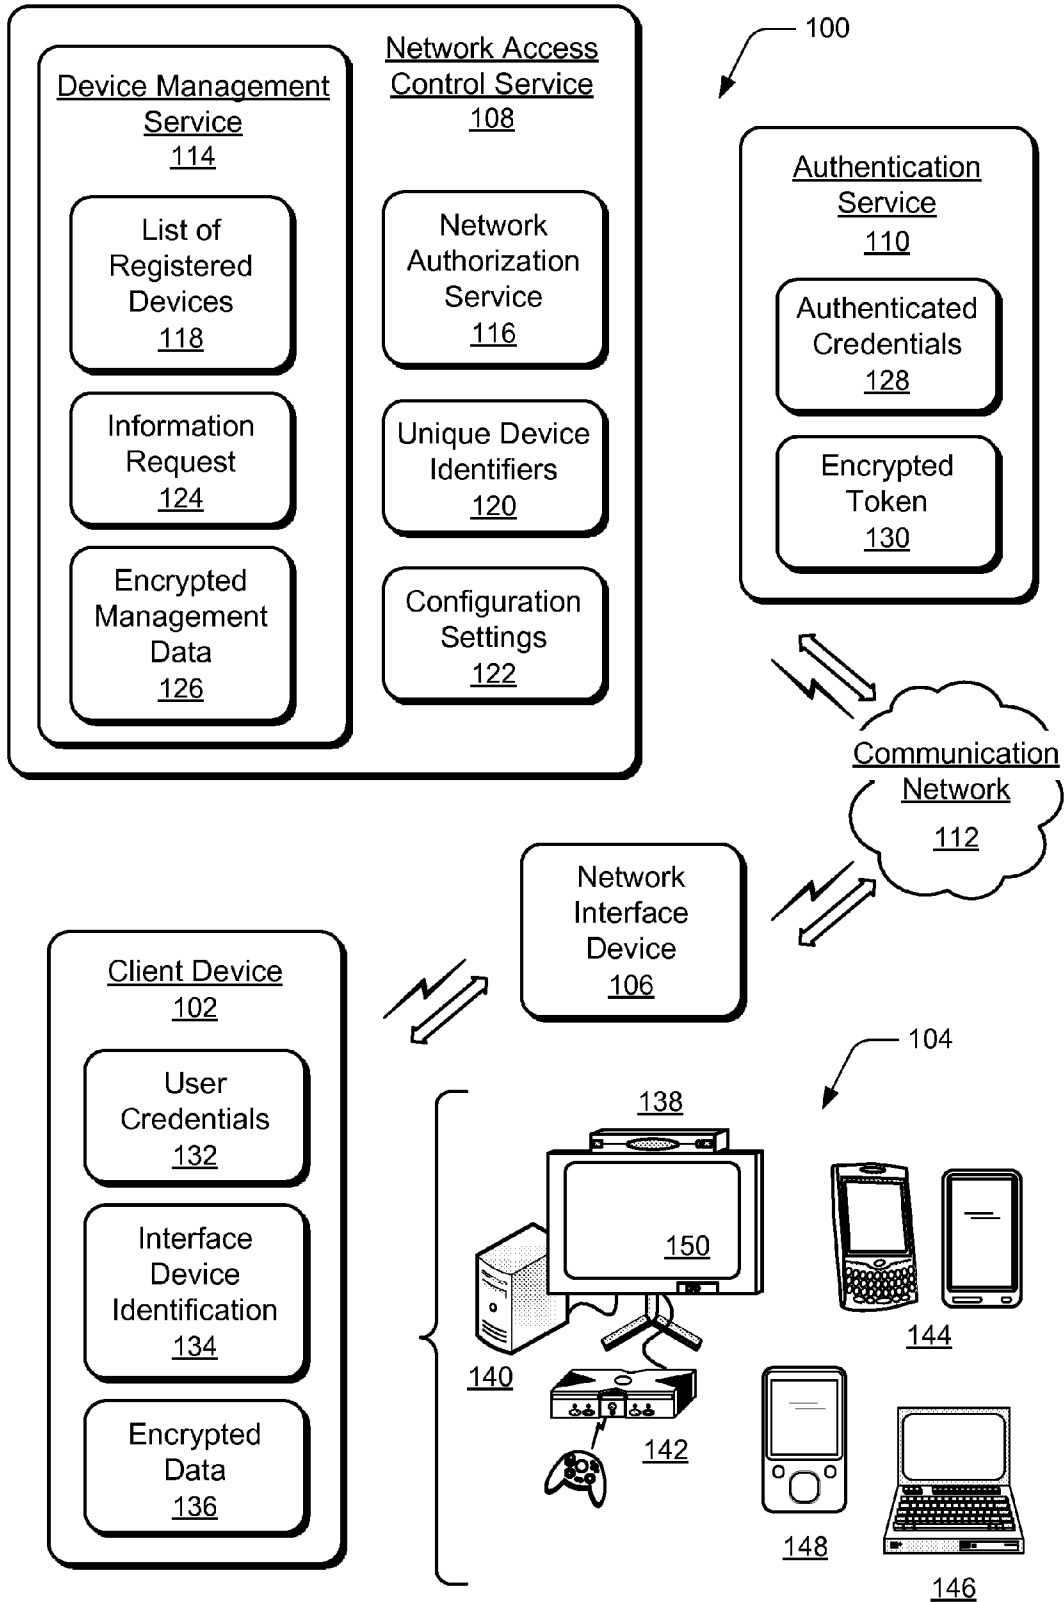 100
Network Access
Control Service
108
Device Management
Service
114
List of
Registered
Devices
118
Information
Request
124
Encrypted
Management
Data
126
Network
Authorization
Service
116
Unique Device
Identifiers
120
Configuration
Settings
122
Authentication
Service
110
Authenticated
Credentials
128
Encrypted
Token
130
Communication
Network
112
Network
Interface
Device
106
Client Device
102
User
Credentials
132
Interface
Device
Identification
134
Encrypted
Data
136
104
138
150
140
142
144
148
146